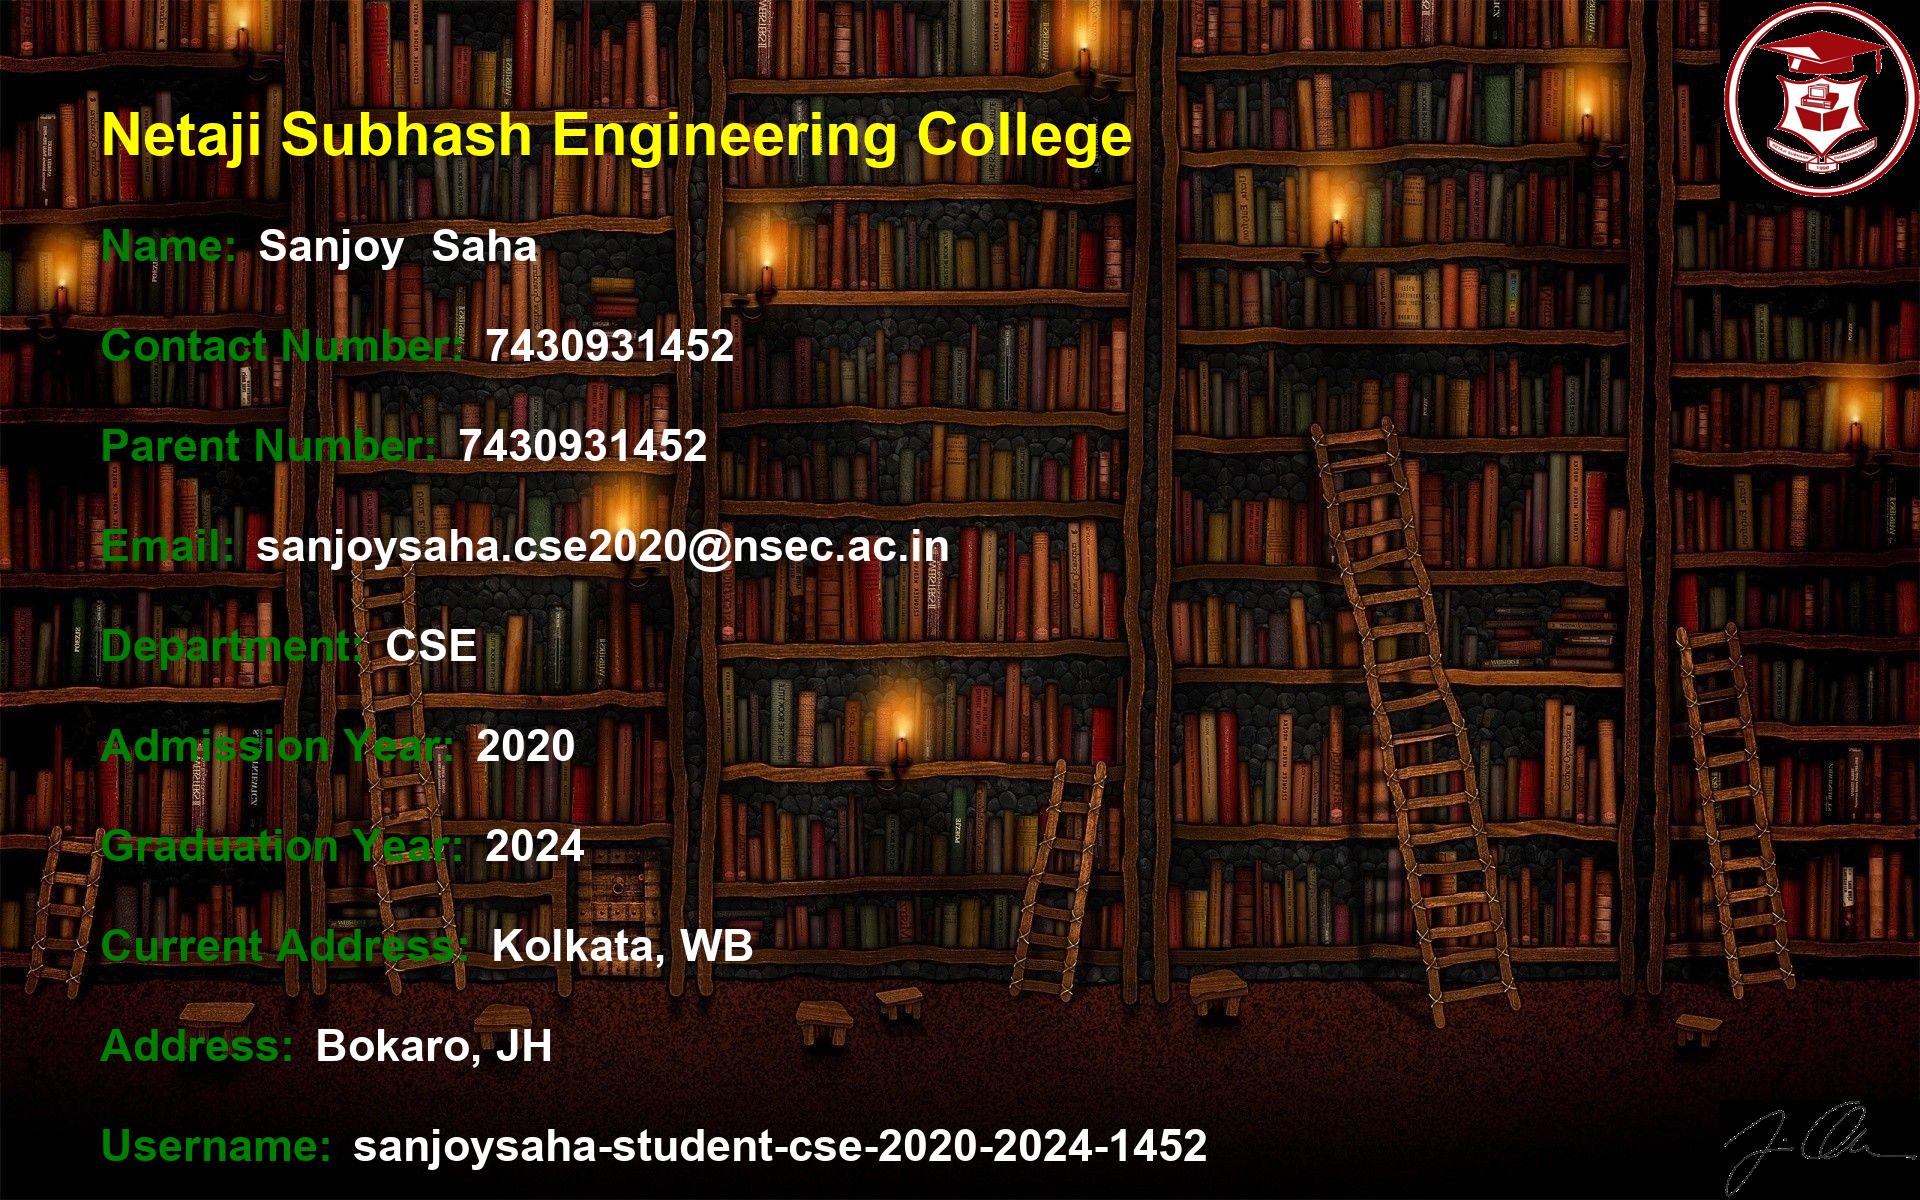 Netaji Subhash Engineering College
Name: Sanjoy Saha
Contact Number: 7430931452
Parent Number: 7430931452
Email: sanjoysaha.cse2020@nsec.ac.in
Department: CSE
Admission Year: 2020
Graduation Year: 2024
Current Address: Kolkata, WB
Address: Bokaro, JH
Username: sanjoysaha-student-cse-2020-2024-1452